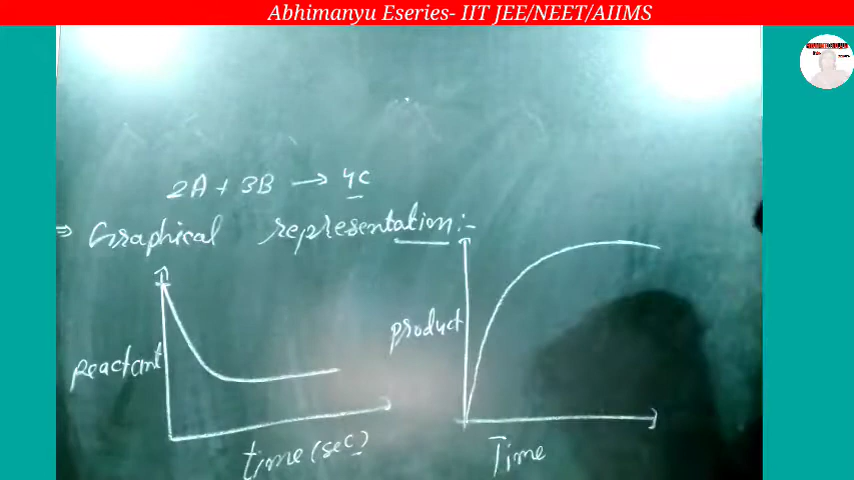 Abhimanyu Eseries- IIT JEE/NEET/AIIMS
2A + 3B → 4C
⇒ Graphical representation:-
reactant
time (sec)
product
Time